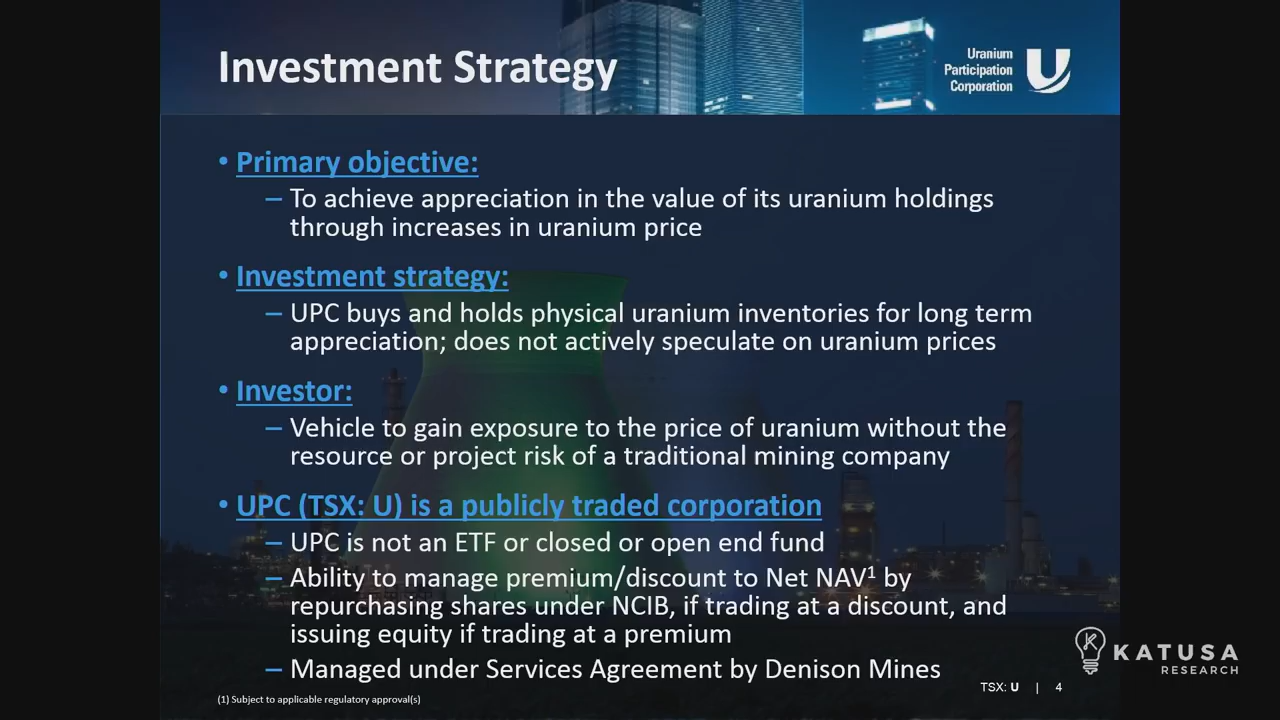 Investment Strategy
Uranium
Participation
Corporation
• Primary objective:
– To achieve appreciation in the value of its uranium holdings
through increases in uranium price
• Investment strategy:
– UPC buys and holds physical uranium inventories for long term
appreciation; does not actively speculate on uranium prices
• Investor:
– Vehicle to gain exposure to the price of uranium without the
resource or project risk of a traditional mining company
• UPC (TSX: U) is a publicly traded corporation
– UPC is not an ETF or closed or open end fund
– Ability to manage premium/discount to Net NAV¹ by
repurchasing shares under NCIB, if trading at a discount, and
issuing equity if trading at a premium
– Managed under Services Agreement by Denison Mines
(1) Subject to applicable regulatory approval(s)
TSX: U | 4
KATUSA
RESEARCH